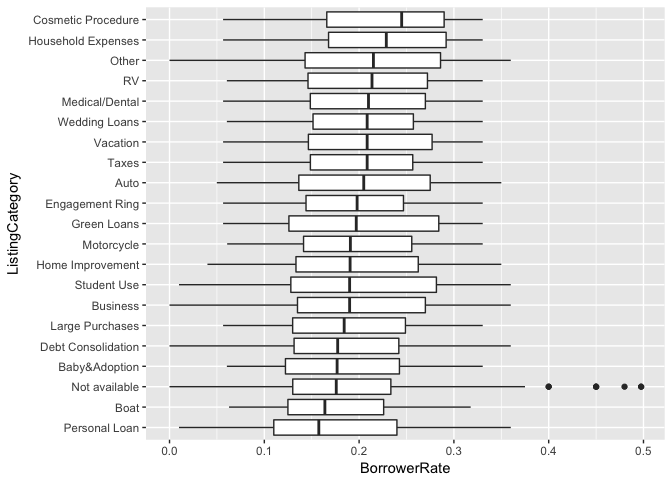 ListingCategory
Cosmetic Procedure
Household Expenses
Other
RV
Medical/Dental
Wedding Loans
Vacation
Taxes
Auto
Engagement Ring
Green Loans
Motorcycle
Home Improvement
Student Use
Business
Large Purchases
Debt Consolidation
Baby&Adoption
Not available
Boat
Personal Loan
0.0 0.1 0.2 0.3 0.4 0.5
BorrowerRate